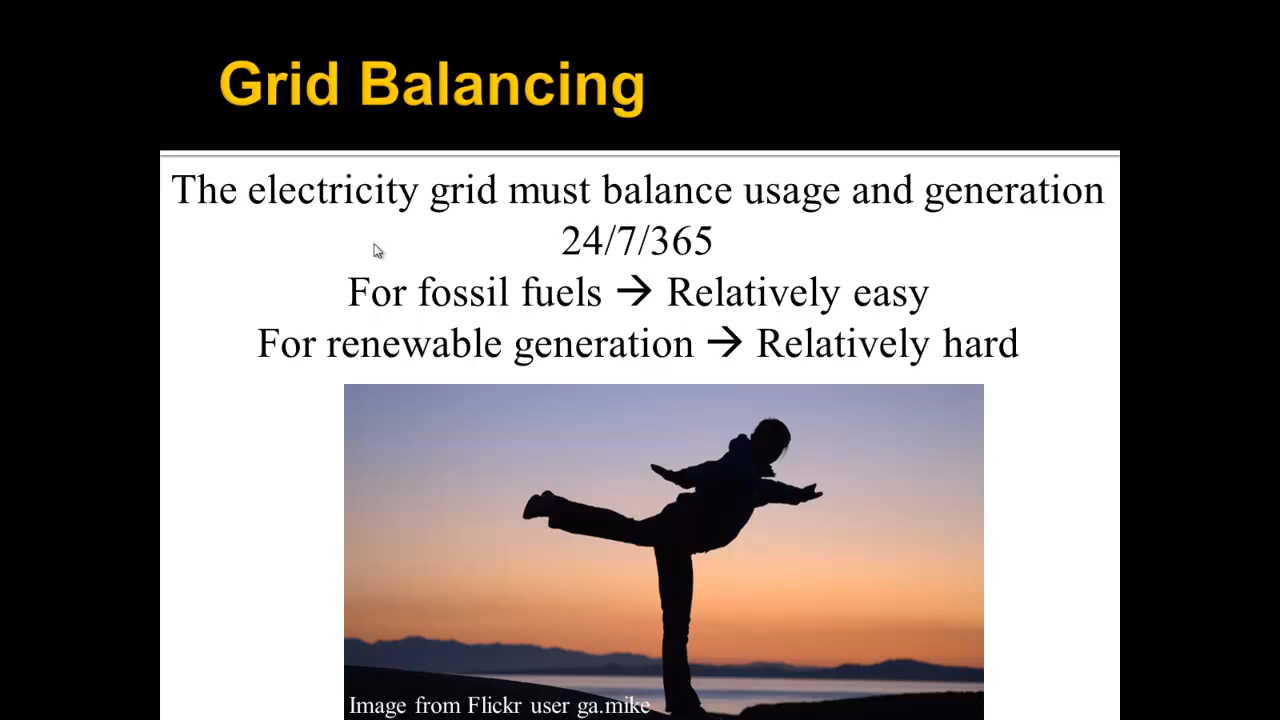 Grid Balancing
The electricity grid must balance usage and generation
24/7/365
For fossil fuels → Relatively easy
For renewable generation → Relatively hard
Image from Flickr user ga.mike